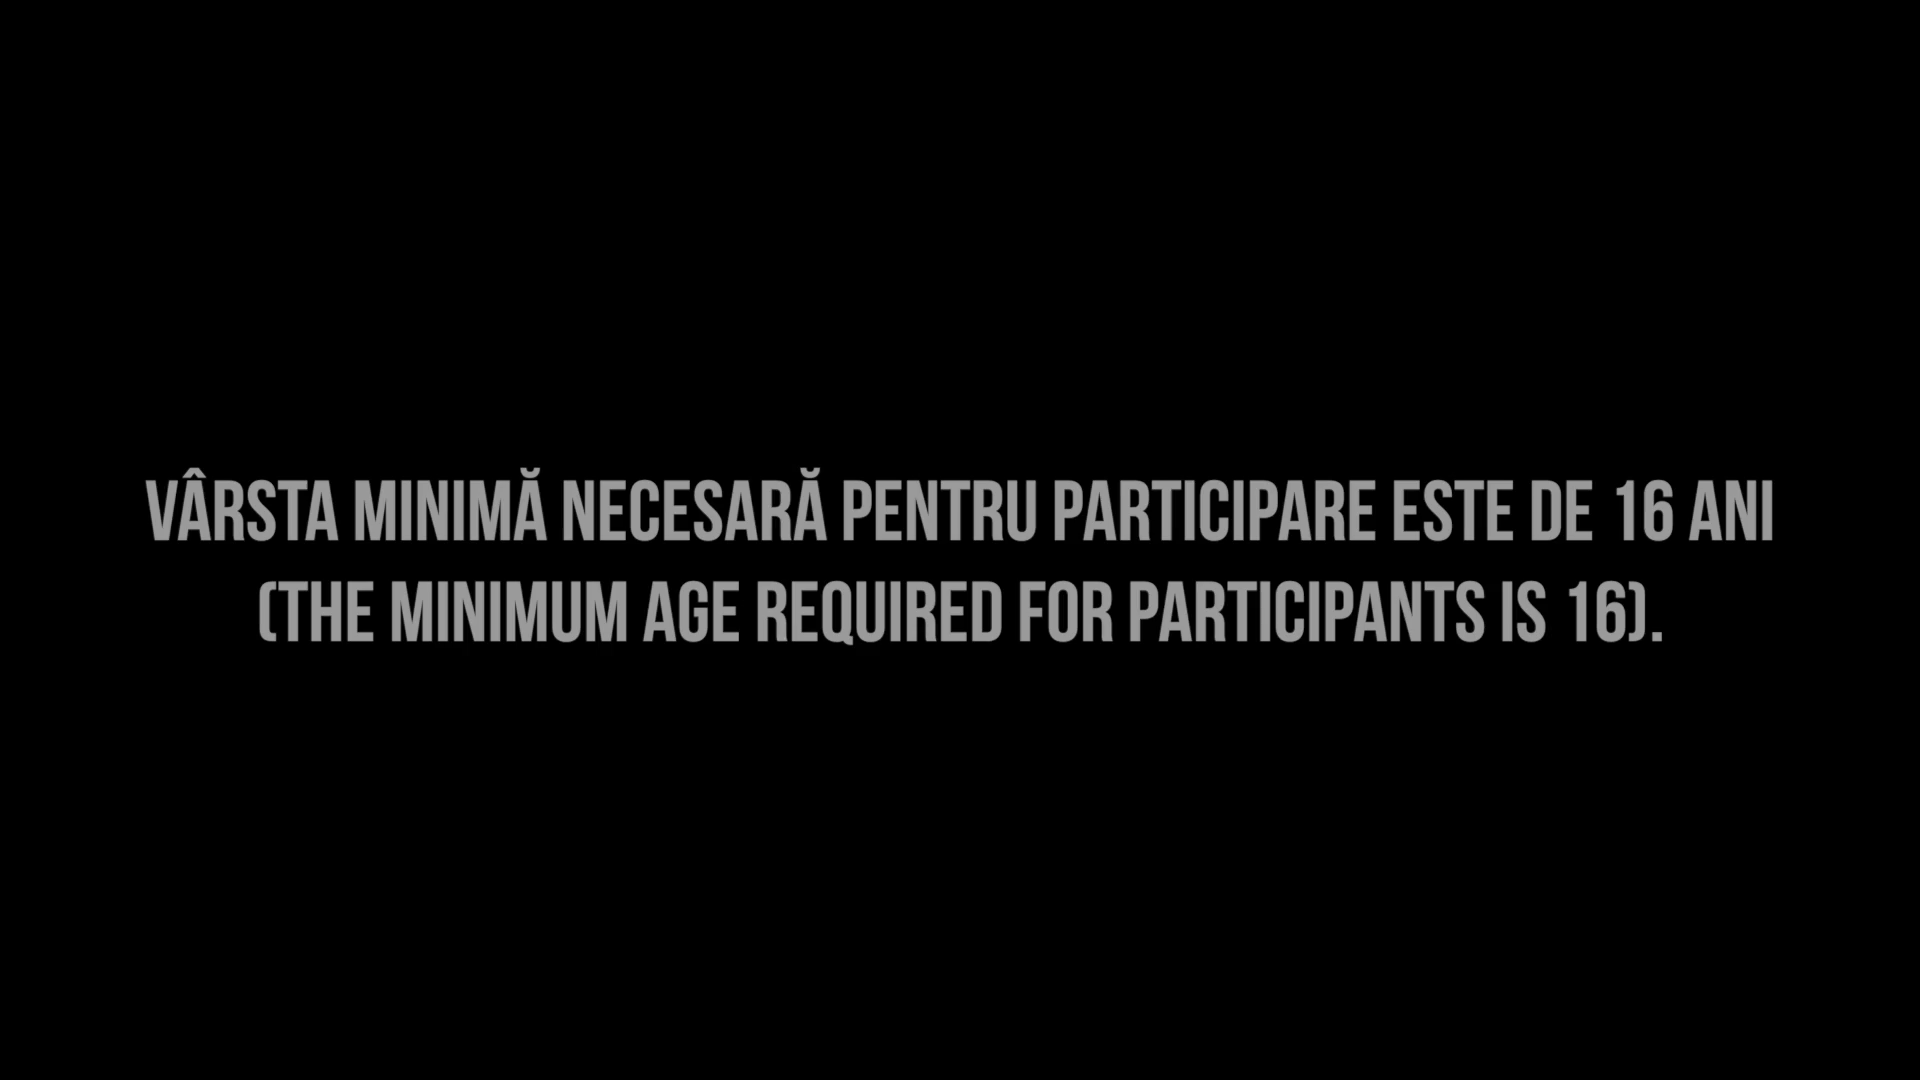 VÂRSTA MINIMĂ NECESARĂ PENTRU PARTICIPARE ESTE DE 16 ANI
(THE MINIMUM AGE REQUIRED FOR PARTICIPANTS IS 16).